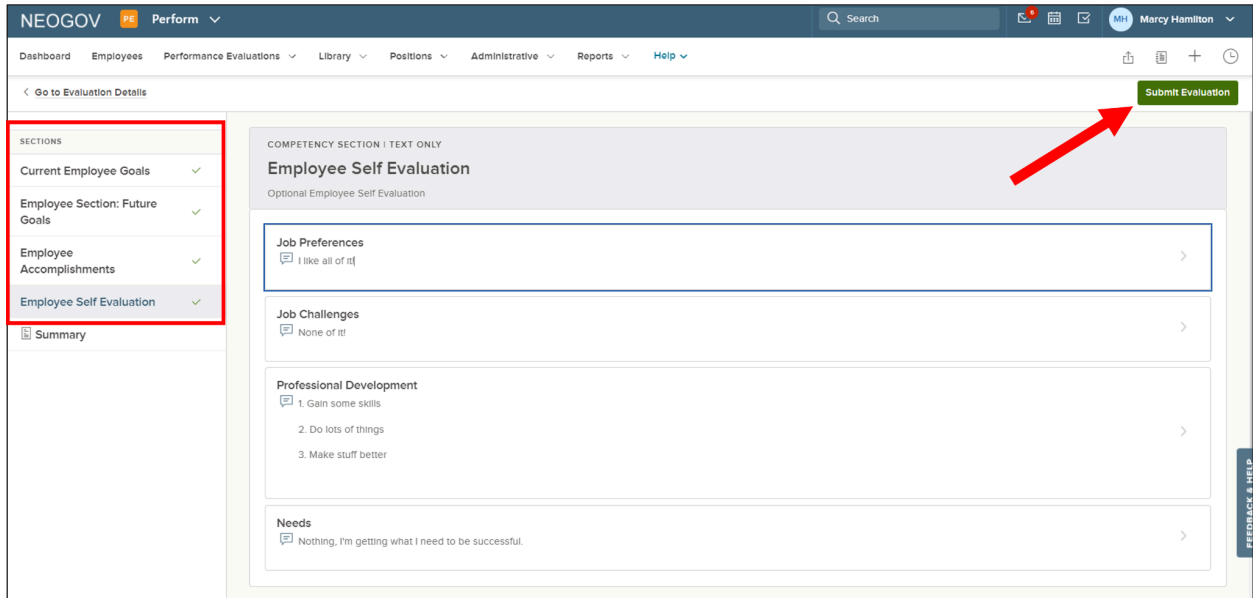 NEOGOV PE Perform Search 6 MH Marcy Hamilton
Dashboard Employees Performance Evaluations Library Positions Administrative Reports Help
< Go to Evaluation Details Submit Evaluation
SECTIONS
Current Employee Goals
Employee Section: Future
Goals
Employee
Accomplishments
Employee Self Evaluation
Summary
COMPETENCY SECTION | TEXT ONLY
Employee Self Evaluation
Optional Employee Self Evaluation
Job Preferences
I like all of it!
Job Challenges
None of it!
Professional Development
1. Gain some skills
2. Do lots of things
3. Make stuff better
Needs
Nothing, I'm getting what I need to be successful.
FEEDBACK & HELP